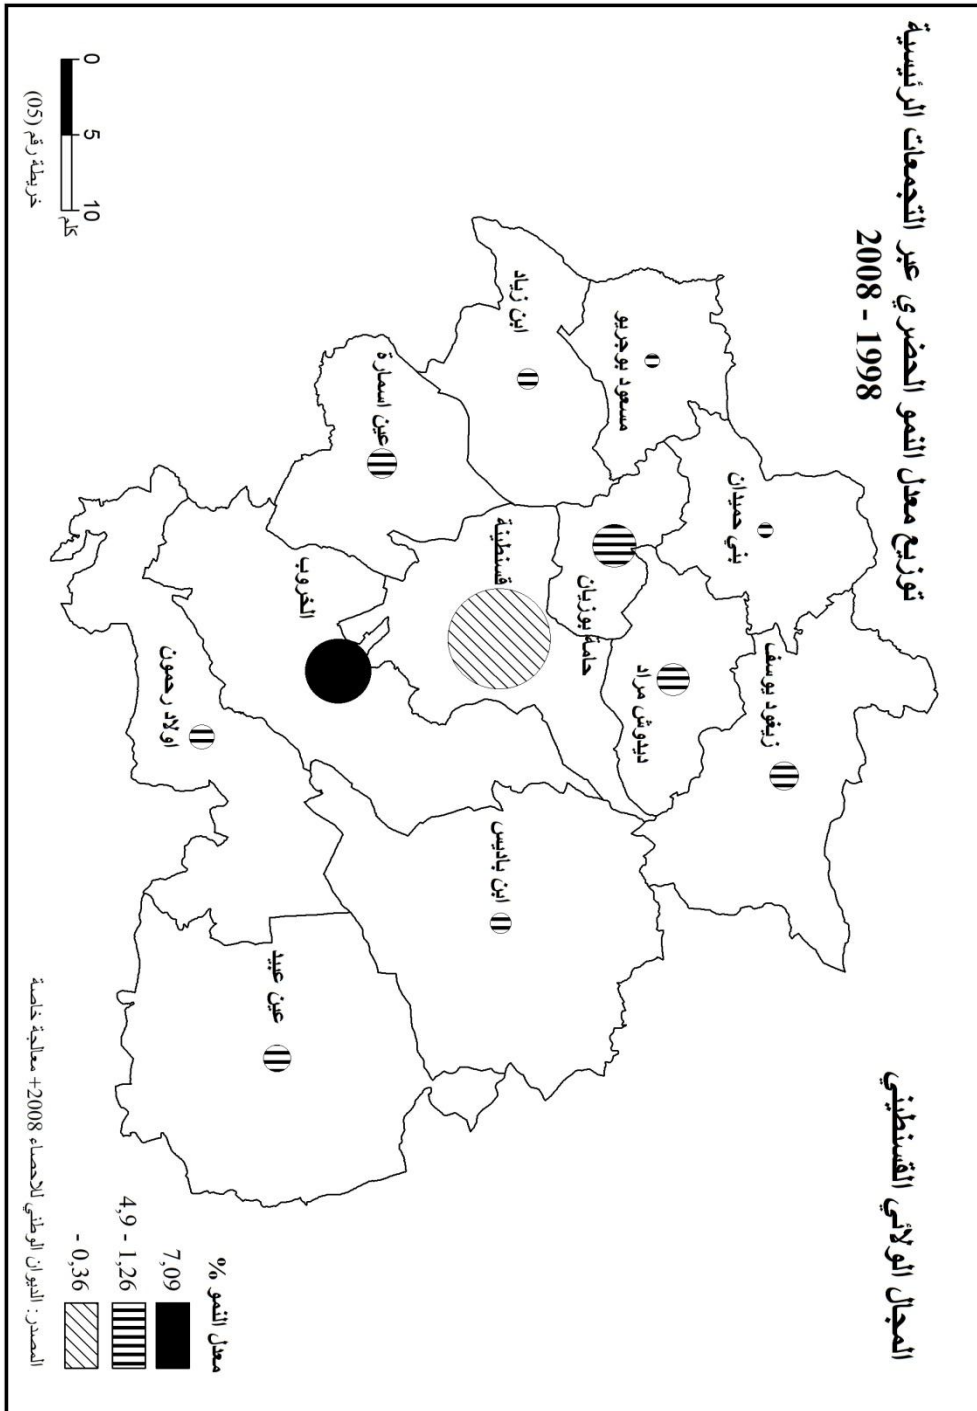 توزيع معدل النمو الحضري عبر التجمعات الرئيسية
2008 - 1998
المجال الولائي القسنطيني
زيغود يوسف
بني حميدان
ديدوش مراد
مسعود بوجريو
حامة بوزيان
ابن زياد
قسنطينة
ابن باديس
عين اسمارة
الخروب
عين عبيد
اولاد رحمون
معدل النمو %
7,09
4,9 - 1,26
- 0,36
0 5 10
كلم
خريطة رقم (05)
المصدر: الديوان الوطني للاحصاء 2008+ معالجة خاصة